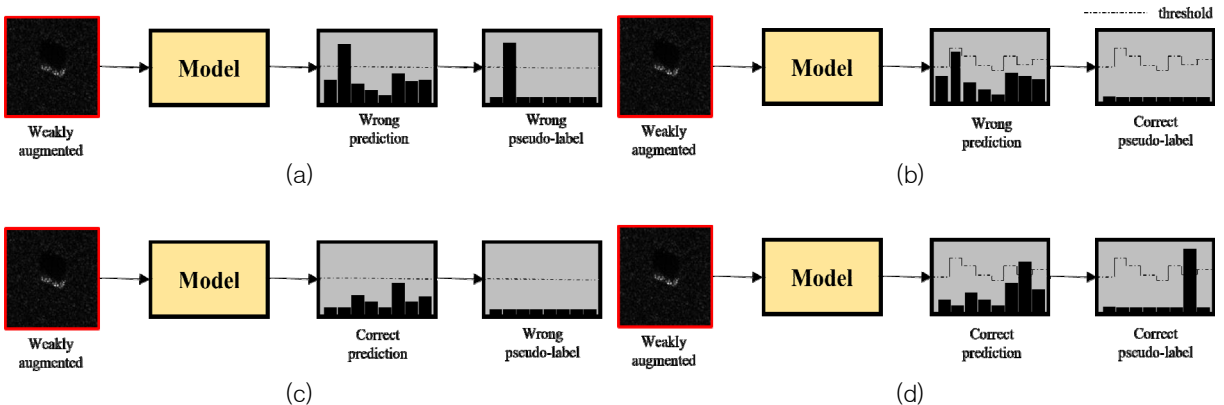 threshold
Model
Weakly
augmented
Wrong
prediction
Wrong
pseudo-label
(a)
Model
Weakly
augmented
Wrong
prediction
Correct
pseudo-label
(b)
Model
Weakly
augmented
Correct
prediction
Wrong
pseudo-label
(c)
Model
Weakly
augmented
Correct
prediction
Correct
pseudo-label
(d)